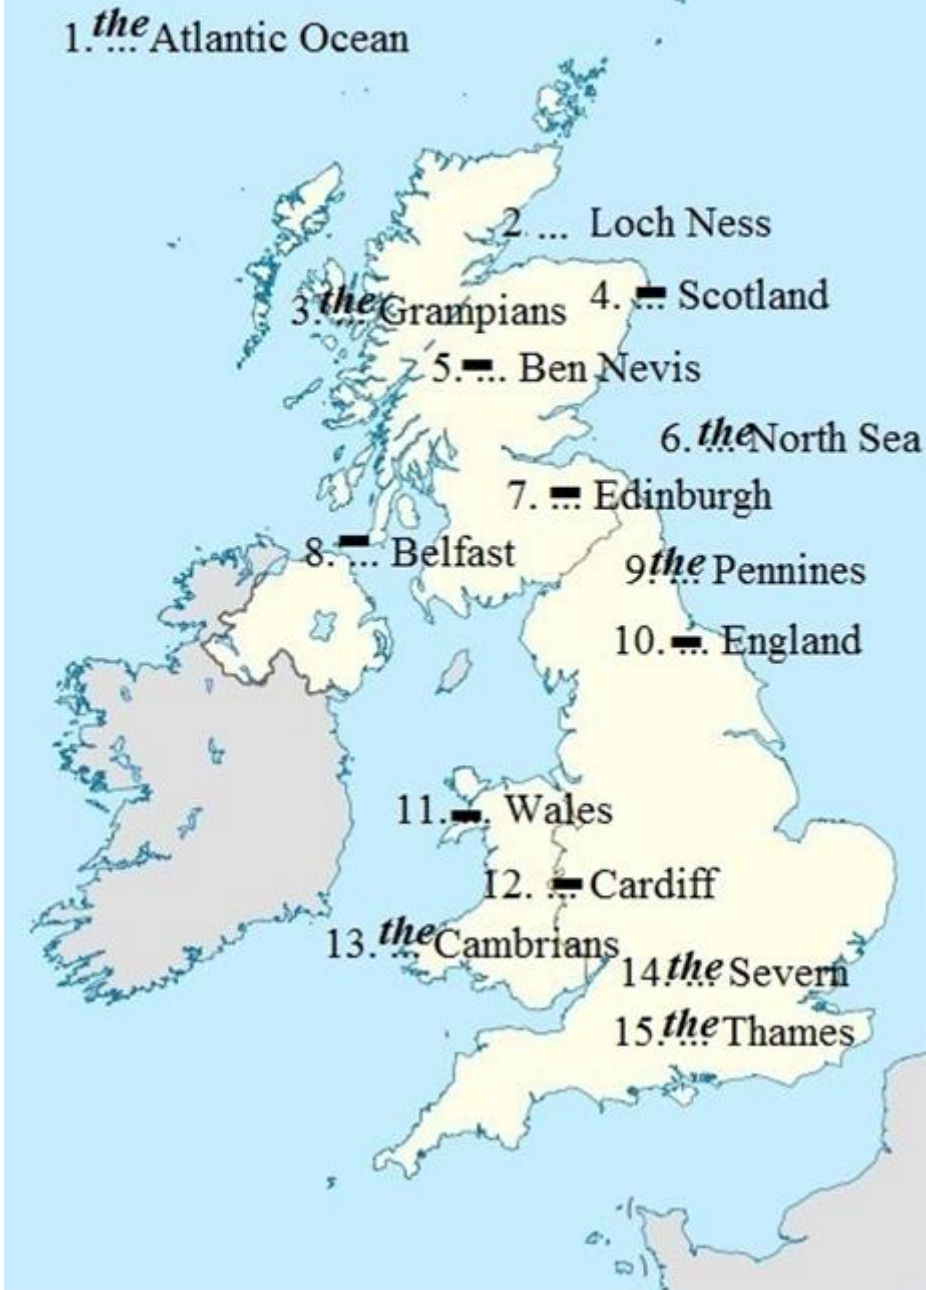 1. the ... Atlantic Ocean
2 ... Loch Ness
3. the ... Grampians
4. – ... Scotland
5. – ... Ben Nevis
6. the ... North Sea
7. – ... Edinburgh
8. – ... Belfast
9. the ... Pennines
10. – ... England
11. – ... Wales
12. – ... Cardiff
13. the ... Cambrians
14. the ... Severn
15. the ... Thames